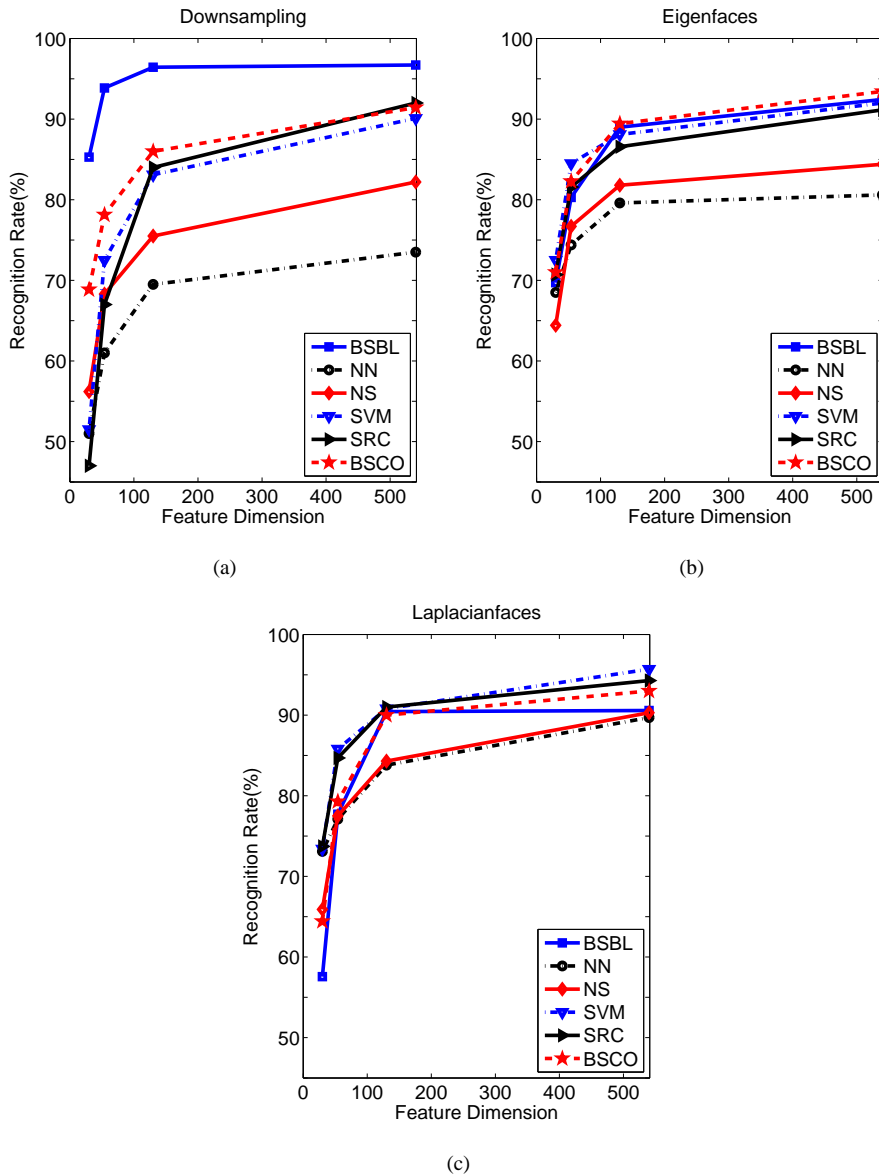 Downsampling
100
90
80
70
60
50
Recognition Rate(%)
BSBL
NN
NS
SVM
SRC
BSCO
0 100 200 300 400 500
Feature Dimension
(a)
Eigenfaces
100
90
80
70
60
50
Recognition Rate(%)
BSBL
NN
NS
SVM
SRC
BSCO
0 100 200 300 400 500
Feature Dimension
(b)
Laplacianfaces
100
90
80
70
60
50
Recognition Rate(%)
BSBL
NN
NS
SVM
SRC
BSCO
0 100 200 300 400 500
Feature Dimension
(c)